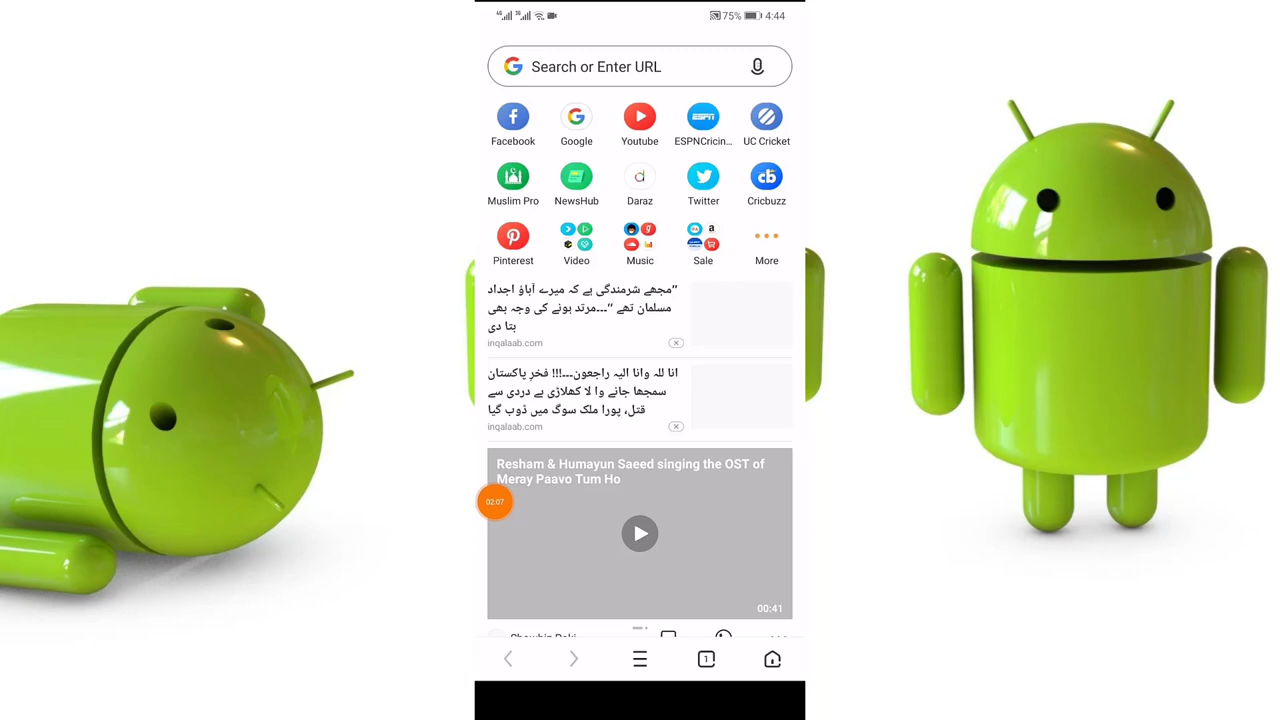 4G 3G 75% 4:44
Search or Enter URL
Facebook Google Youtube ESPNCricin... UC Cricket
Muslim Pro NewsHub Daraz Twitter Cricbuzz
Pinterest Video Music Sale More
”مجھے شرمندگی ہے کہ میرے آباؤ اجداد
مسلمان تھے “۔۔۔مرتد ہونے کی وجہ بھی
بتا دی
inqalaab.com
انا للہ وانا الیہ راجعون۔۔۔!!! فخرِ پاکستان
سمجھا جانے وا لا کھلاڑی بے دردی سے
قتل، پورا ملک سوگ میں ڈوب گیا
inqalaab.com
Resham & Humayun Saeed singing the OST of
Meray Paavo Tum Ho
02:07
00:41
1